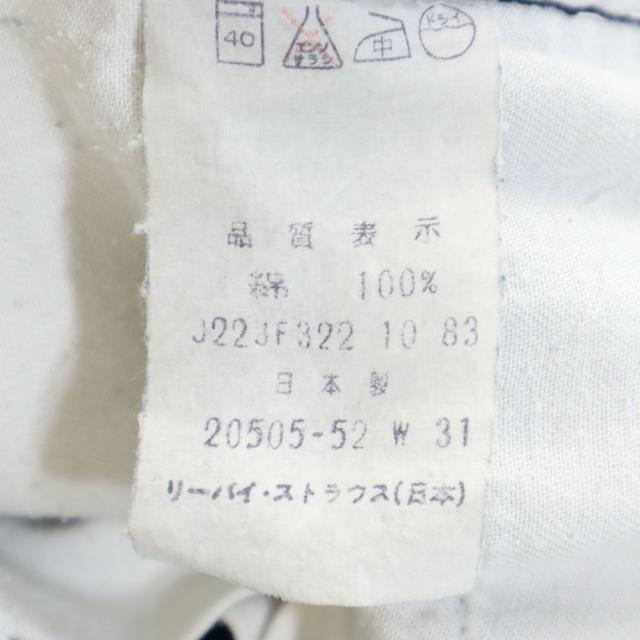 40 エンソサラシ 中 ドライ
品質表示
綿 100%
J22JF322 10 83
日本製
20505-52 W 31
リーバイ・ストラウス(日本)